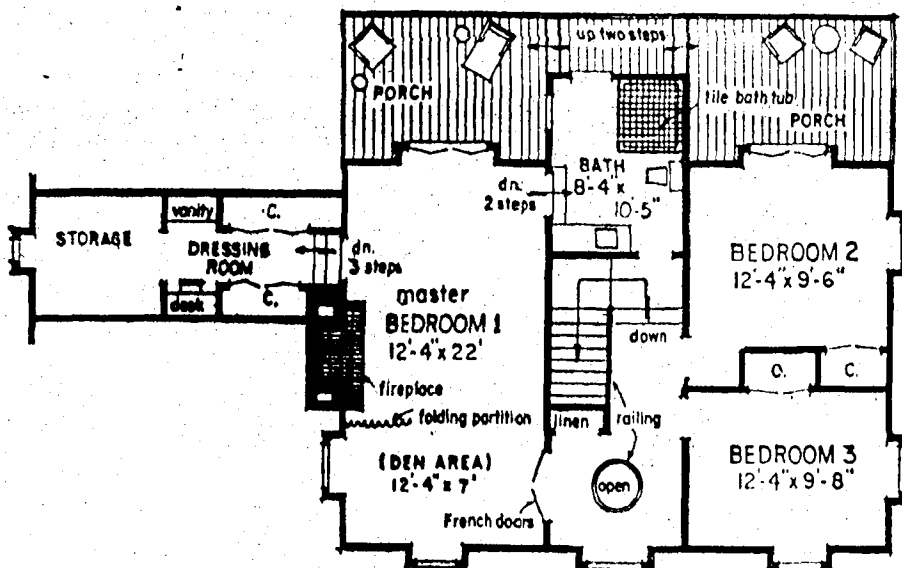 up two steps
PORCH
tile bath tub
PORCH
BATH
8'-4" x
10'-5"
dn.
2 steps
vanity
C.
STORAGE
DRESSING
ROOM
dn.
3 steps
desk
C.
master
BEDROOM 1
12'-4" x 22'
BEDROOM 2
12'-4" x 9'-6"
down
C.
C.
fireplace
folding partition
linen
railing
(DEN AREA)
12'-4" x 7'
open
BEDROOM 3
12'-4" x 9'-8"
French doors